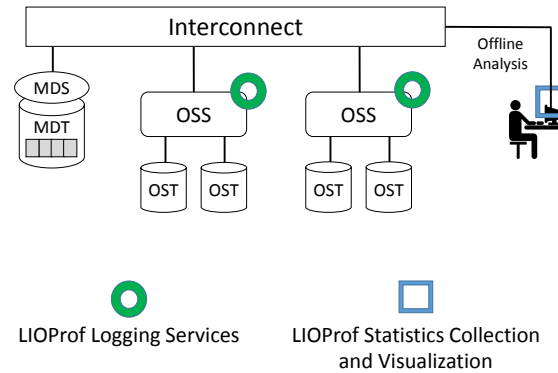 Interconnect
Offline
Analysis
MDS
MDT
OSS
OSS
OST
OST
OST
OST
LIOProf Logging Services
LIOProf Statistics Collection
and Visualization